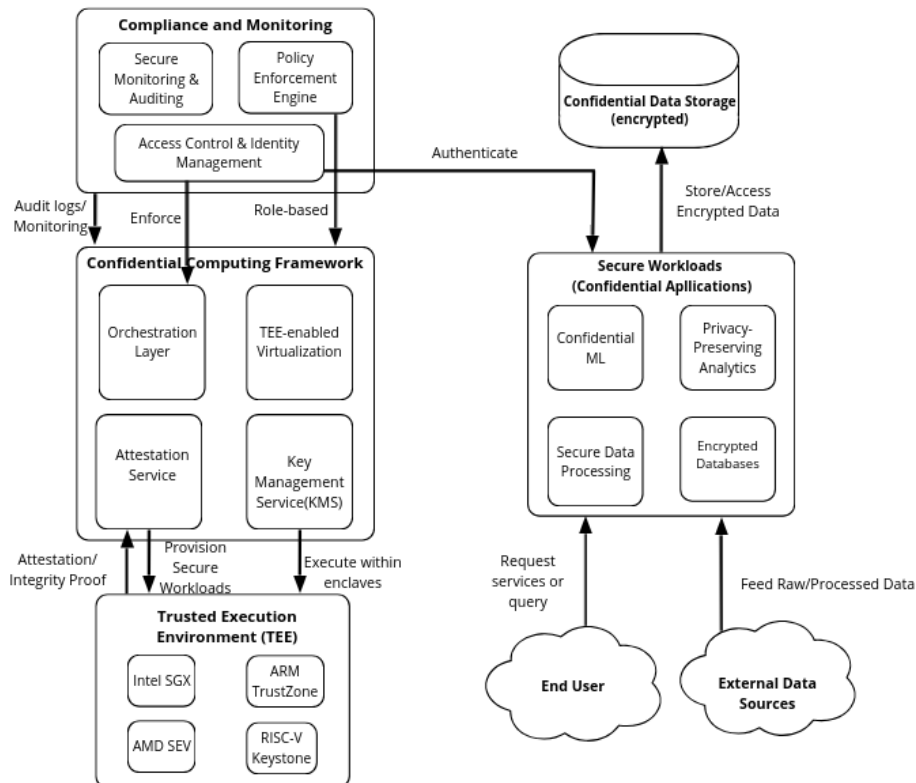 Compliance and Monitoring
Secure
Monitoring &
Auditing
Policy
Enforcement
Engine
Access Control & Identity
Management
Confidential Data Storage
(encrypted)
Authenticate
Audit logs/
Monitoring
Enforce
Role-based
Store/Access
Encrypted Data
Confidential Computing Framework
Orchestration
Layer
TEE-enabled
Virtualization
Attestation
Service
Key
Management
Service(KMS)
Secure Workloads
(Confidential Apllications)
Confidential
ML
Privacy-
Preserving
Analytics
Secure Data
Processing
Encrypted
Databases
Attestation/
Integrity Proof
Provision
Secure
Workloads
Execute within
enclaves
Request
services or
query
Feed Raw/Processed Data
Trusted Execution
Environment (TEE)
Intel SGX
ARM
TrustZone
AMD SEV
RISC-V
Keystone
End User
External Data
Sources